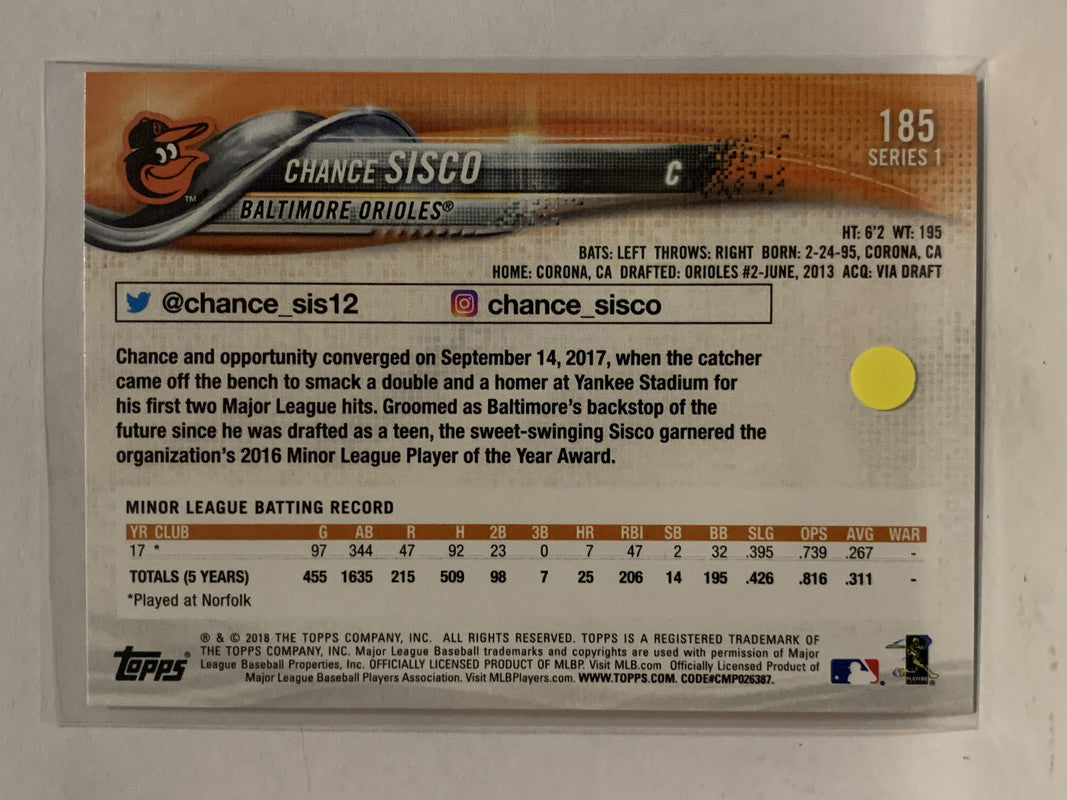 185
SERIES 1
CHANCE SISCO
C
BALTIMORE ORIOLES®
TM
HT: 6'2 WT: 195
BATS: LEFT THROWS: RIGHT BORN: 2-24-95, CORONA, CA
HOME: CORONA, CA DRAFTED: ORIOLES #2-JUNE, 2013 ACQ: VIA DRAFT
@chance_sis12 chance_sisco
Chance and opportunity converged on September 14, 2017, when the catcher
came off the bench to smack a double and a homer at Yankee Stadium for
his first two Major League hits. Groomed as Baltimore's backstop of the
future since he was drafted as a teen, the sweet-swinging Sisco garnered the
organization's 2016 Minor League Player of the Year Award.
MINOR LEAGUE BATTING RECORD
YR CLUB G AB R H 2B 3B HR RBI SB BB SLG OPS AVG WAR
17 * 97 344 47 92 23 0 7 47 2 32 .395 .739 .267 -
TOTALS (5 YEARS) 455 1635 215 509 98 7 25 206 14 195 .426 .816 .311 -
*Played at Norfolk
® & © 2018 THE TOPPS COMPANY, INC. ALL RIGHTS RESERVED. TOPPS IS A REGISTERED TRADEMARK OF
THE TOPPS COMPANY, INC. Major League Baseball trademarks and copyrights are used with permission of Major
League Baseball Properties, Inc. OFFICIALLY LICENSED PRODUCT OF MLBP. Visit MLB.com Officially Licensed Product of
Major League Baseball Players Association. Visit MLBPlayers.com. WWW.TOPPS.COM. CODE#CMP026387.
Topps®
PLAYERS